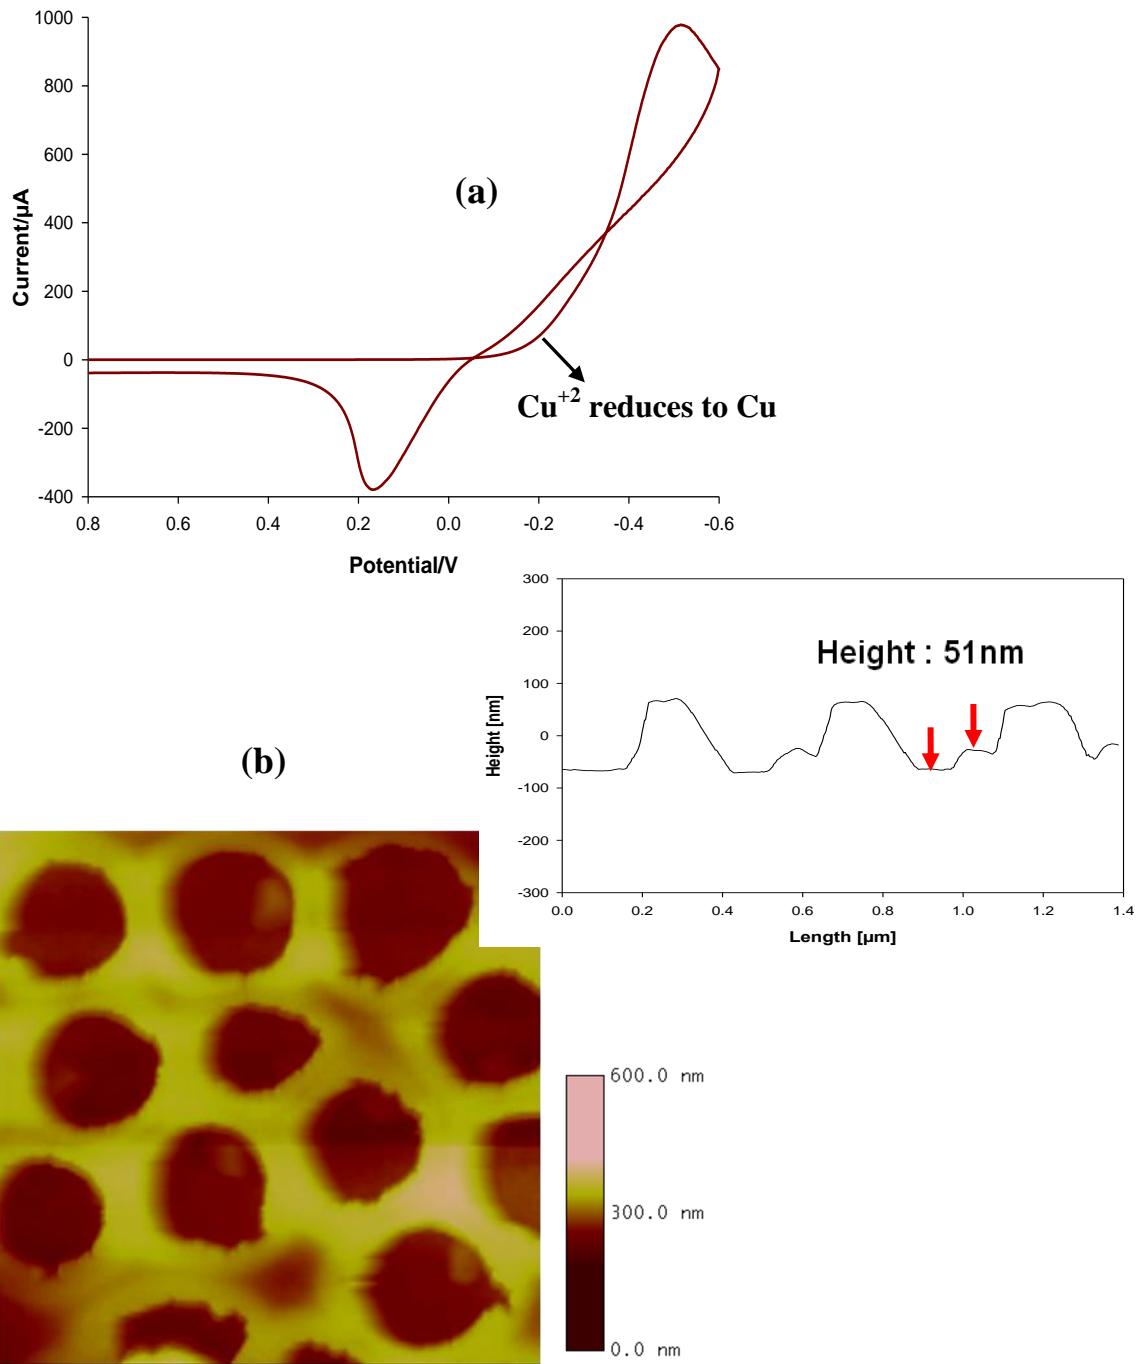 1000
800
600
400
200
0
-200
-400
Current/µA
(a)
Cu+2 reduces to Cu
0.8 0.6 0.4 0.2 0.0 -0.2 -0.4 -0.6
Potential/V
300
200
100
0
-100
-200
-300
Height [nm]
Height : 51nm
0.0 0.2 0.4 0.6 0.8 1.0 1.2 1.4
Length [µm]
(b)
600.0 nm
300.0 nm
0.0 nm